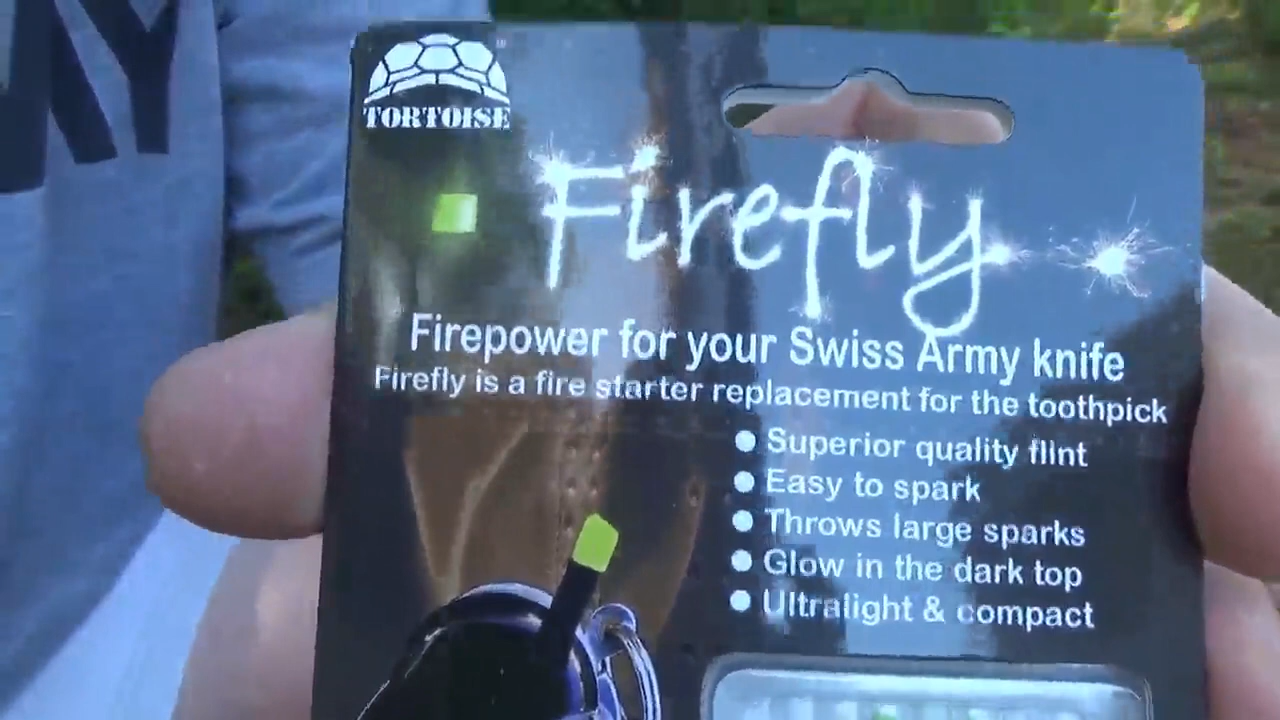 NY
TORTOISE
Firefly
Firepower for your Swiss Army knife
Firefly is a fire starter replacement for the toothpick
Superior quality flint
Easy to spark
Throws large sparks
Glow in the dark top
Ultralight & compact